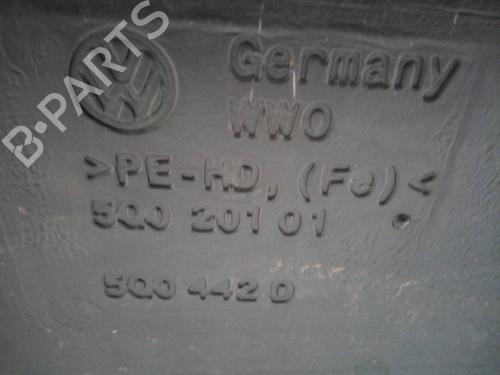 B-PARTS
Germany
WWO
>PE-HD, (Fe)<
5Q0 201 01
5Q0 442 D